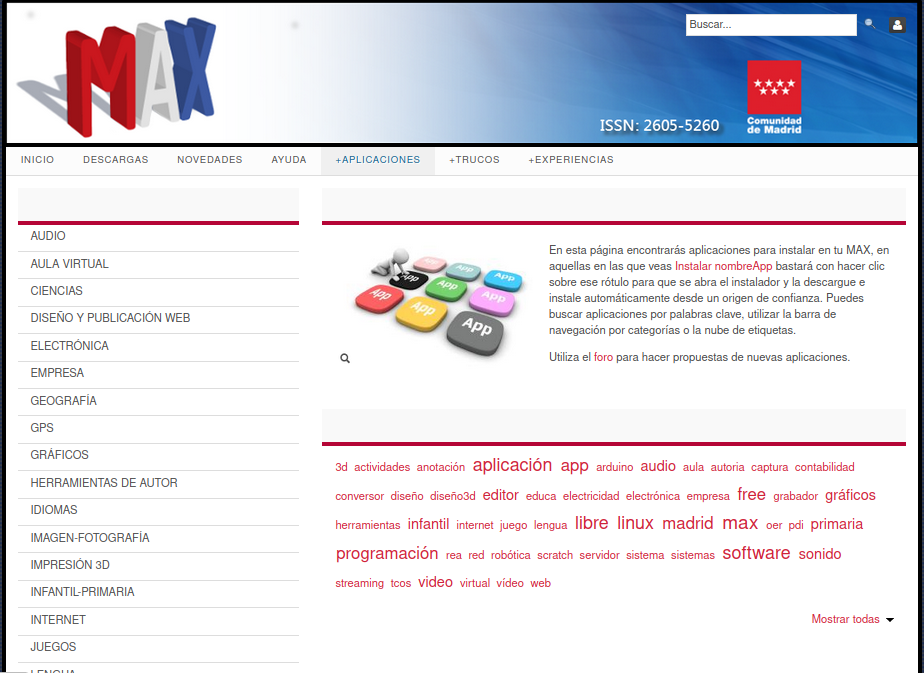 MAX
Buscar...
ISSN: 2605-5260
Comunidad
de Madrid
INICIO DESCARGAS NOVEDADES AYUDA +APLICACIONES +TRUCOS +EXPERIENCIAS
AUDIO
AULA VIRTUAL
CIENCIAS
DISEÑO Y PUBLICACIÓN WEB
ELECTRÓNICA
EMPRESA
GEOGRAFÍA
GPS
GRÁFICOS
HERRAMIENTAS DE AUTOR
IDIOMAS
IMAGEN-FOTOGRAFÍA
IMPRESIÓN 3D
INFANTIL-PRIMARIA
INTERNET
JUEGOS
LENGUA
App App App
App App App
App App App
En esta página encontrarás aplicaciones para instalar en tu MAX, en
aquellas en las que veas Instalar nombreApp bastará con hacer clic
sobre ese rótulo para que se abra el instalador y la descargue e
instale automáticamente desde un origen de confianza. Puedes
buscar aplicaciones por palabras clave, utilizar la barra de
navegación por categorías o la nube de etiquetas.
Utiliza el foro para hacer propuestas de nuevas aplicaciones.
3d actividades anotación aplicación app arduino audio aula autoria captura contabilidad
conversor diseño diseño3d editor educa electricidad electrónica empresa free grabador gráficos
herramientas infantil internet juego lengua libre linux madrid max oer pdi primaria
programación rea red robótica scratch servidor sistema sistemas software sonido
streaming tcos video virtual vídeo web
Mostrar todas